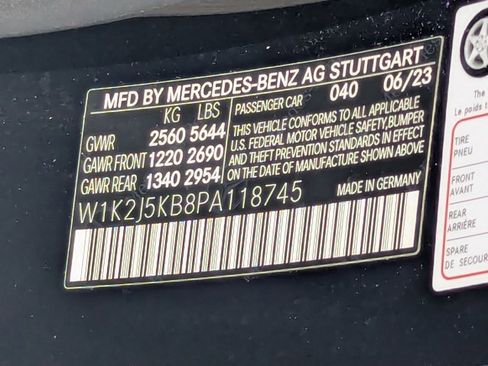 MFD BY MERCEDES-BENZ AG STUTTGART
KG LBS
GVWR 2560 5644
GAWR FRONT 1220 2690
GAWR REAR 1340 2954
PASSENGER CAR 040 06/23
THIS VEHICLE CONFORMS TO ALL APPLICABLE
U.S. FEDERAL MOTOR VEHICLE SAFETY, BUMPER
AND THEFT PREVENTION STANDARDS IN EFFECT
ON THE DATE OF MANUFACTURE SHOWN ABOVE
W1K2J5KB8PA118745
MADE IN GERMANY
The
Le poids t
TIRE
PNEU
FRONT
AVANT
REAR
ARRIÈRE
SPARE
DE SECOUR